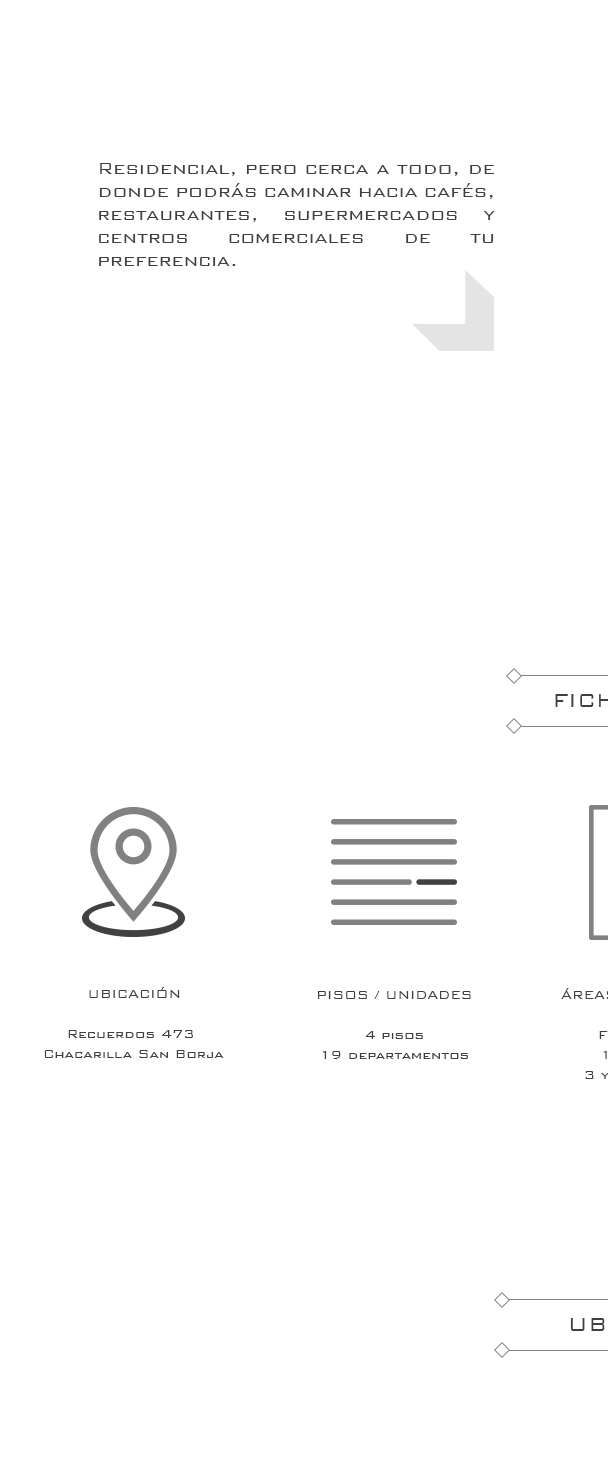 Residencial, pero cerca a todo, de
donde podrás caminar hacia cafés,
restaurantes, supermercados y
centros comerciales de tu
preferencia.
FICH
UBICACIÓN
Recuerdos 473
Chacarilla San Borja
PISOS / UNIDADES
4 pisos
19 departamentos
ÁREAS
F
1
3 y
UB